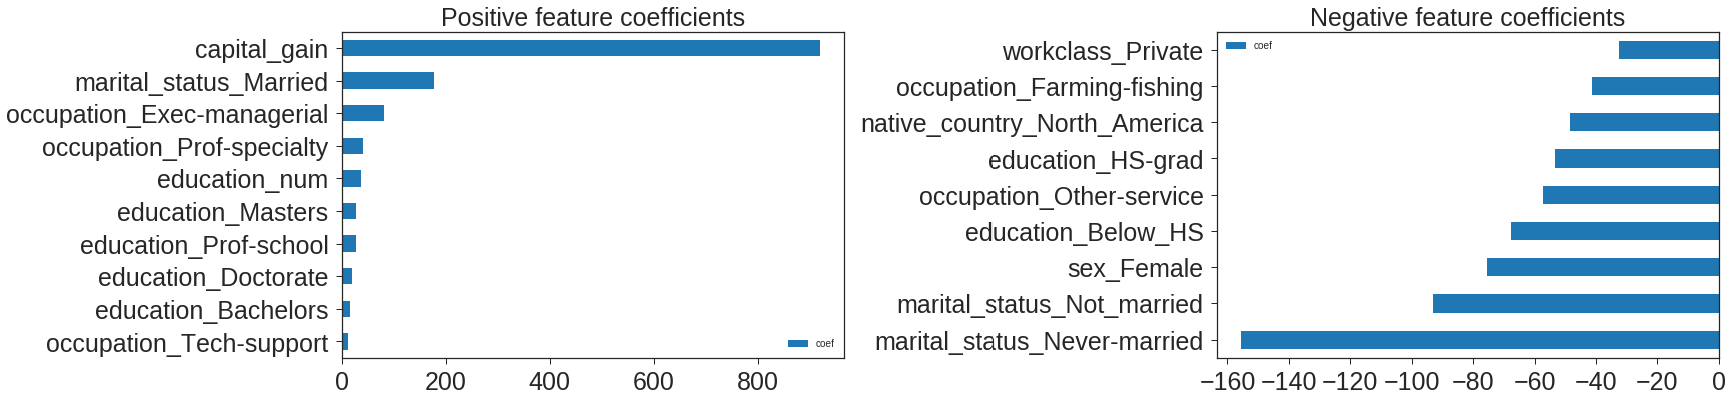 Positive feature coefficients
capital_gain
marital_status_Married
occupation_Exec-managerial
occupation_Prof-specialty
education_num
education_Masters
education_Prof-school
education_Doctorate
education_Bachelors
occupation_Tech-support
coef
0 200 400 600 800
Negative feature coefficients
coef
workclass_Private
occupation_Farming-fishing
native_country_North_America
education_HS-grad
occupation_Other-service
education_Below_HS
sex_Female
marital_status_Not_married
marital_status_Never-married
−160 −140 −120 −100 −80 −60 −40 −20 0